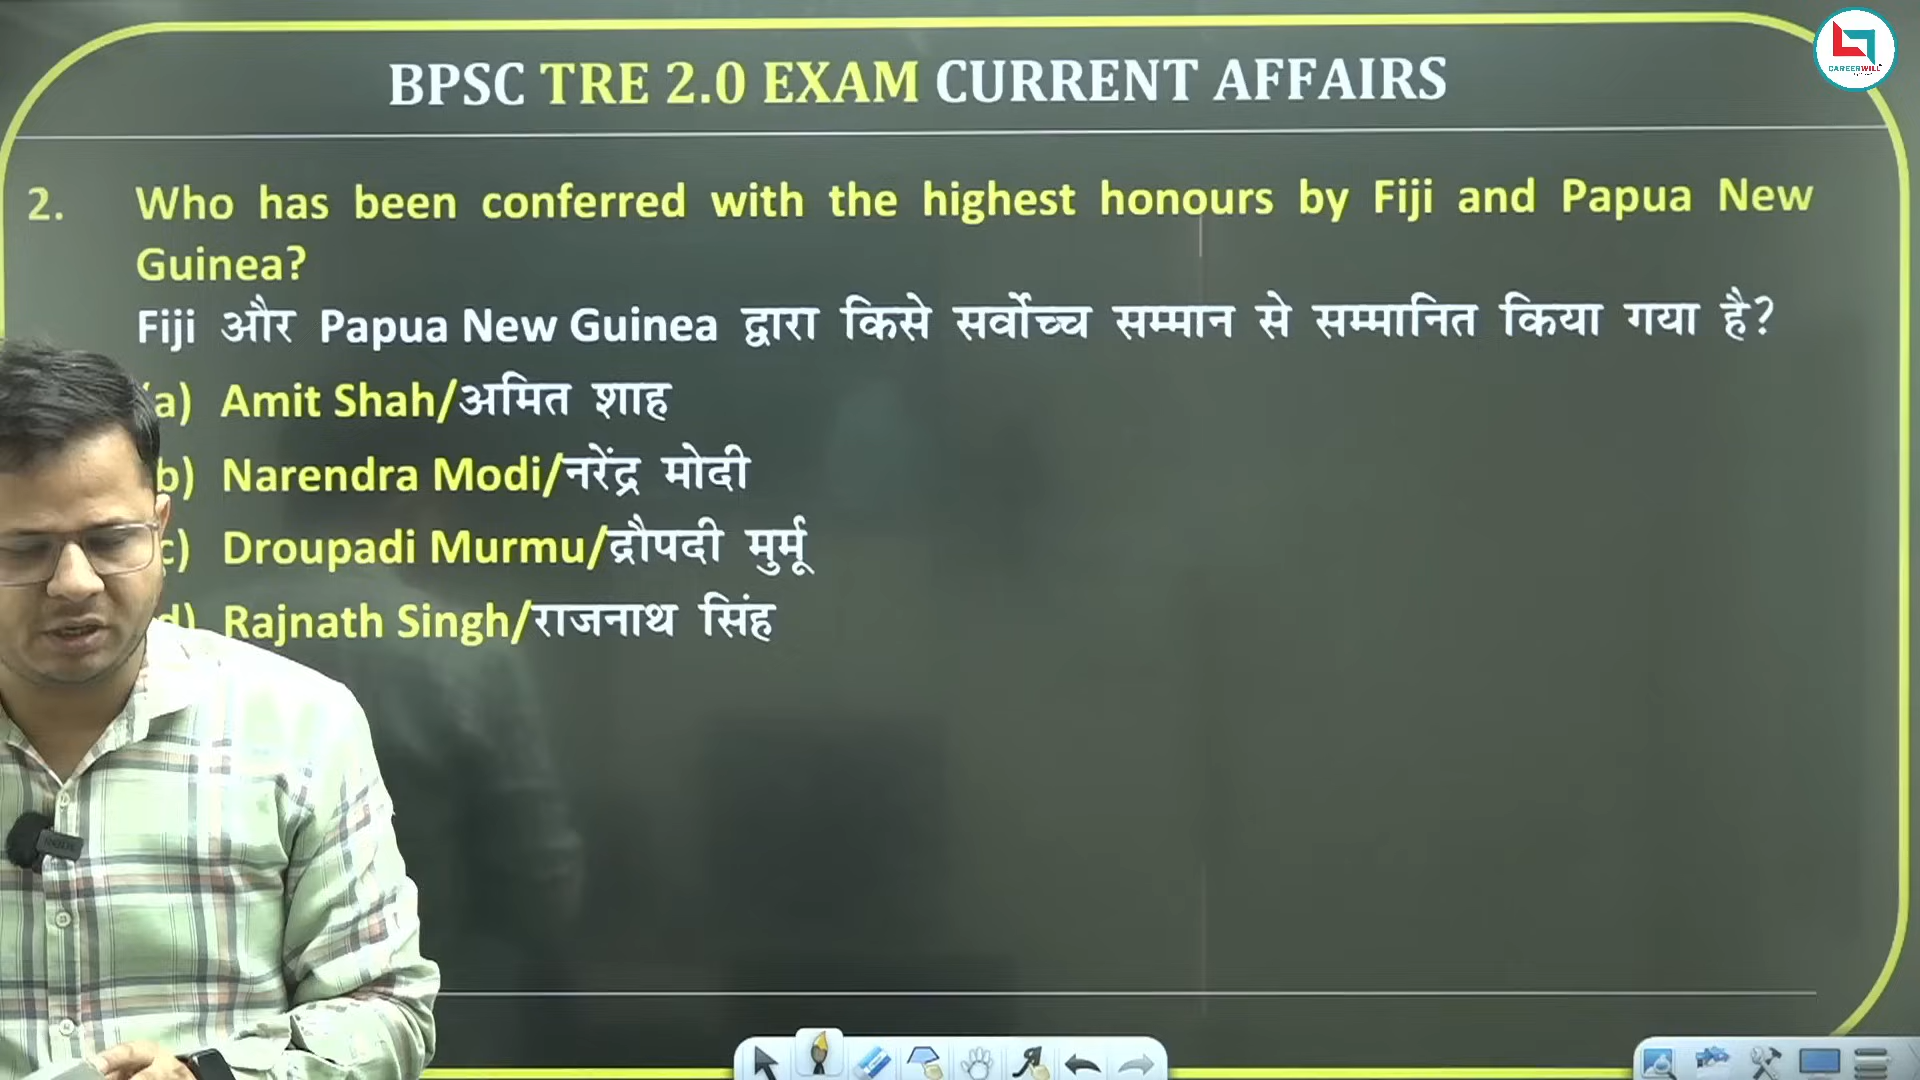 CAREERWILL
BPSC TRE 2.0 EXAM CURRENT AFFAIRS
2. Who has been conferred with the highest honours by Fiji and Papua New
Guinea?
Fiji और Papua New Guinea द्वारा किसे सर्वोच्च सम्मान से सम्मानित किया गया है?
a) Amit Shah/अमित शाह
b) Narendra Modi/नरेंद्र मोदी
c) Droupadi Murmu/द्रौपदी मुर्मू
d) Rajnath Singh/राजनाथ सिंह